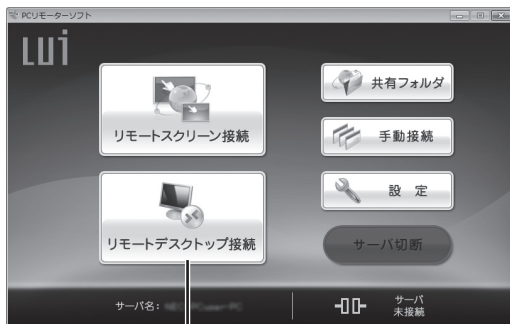 PCリモーターソフト
Lui
リモートスクリーン接続
共有フォルダ
手動接続
リモートデスクトップ接続
設 定
サーバ切断
サーバ名:
サーバ
未接続